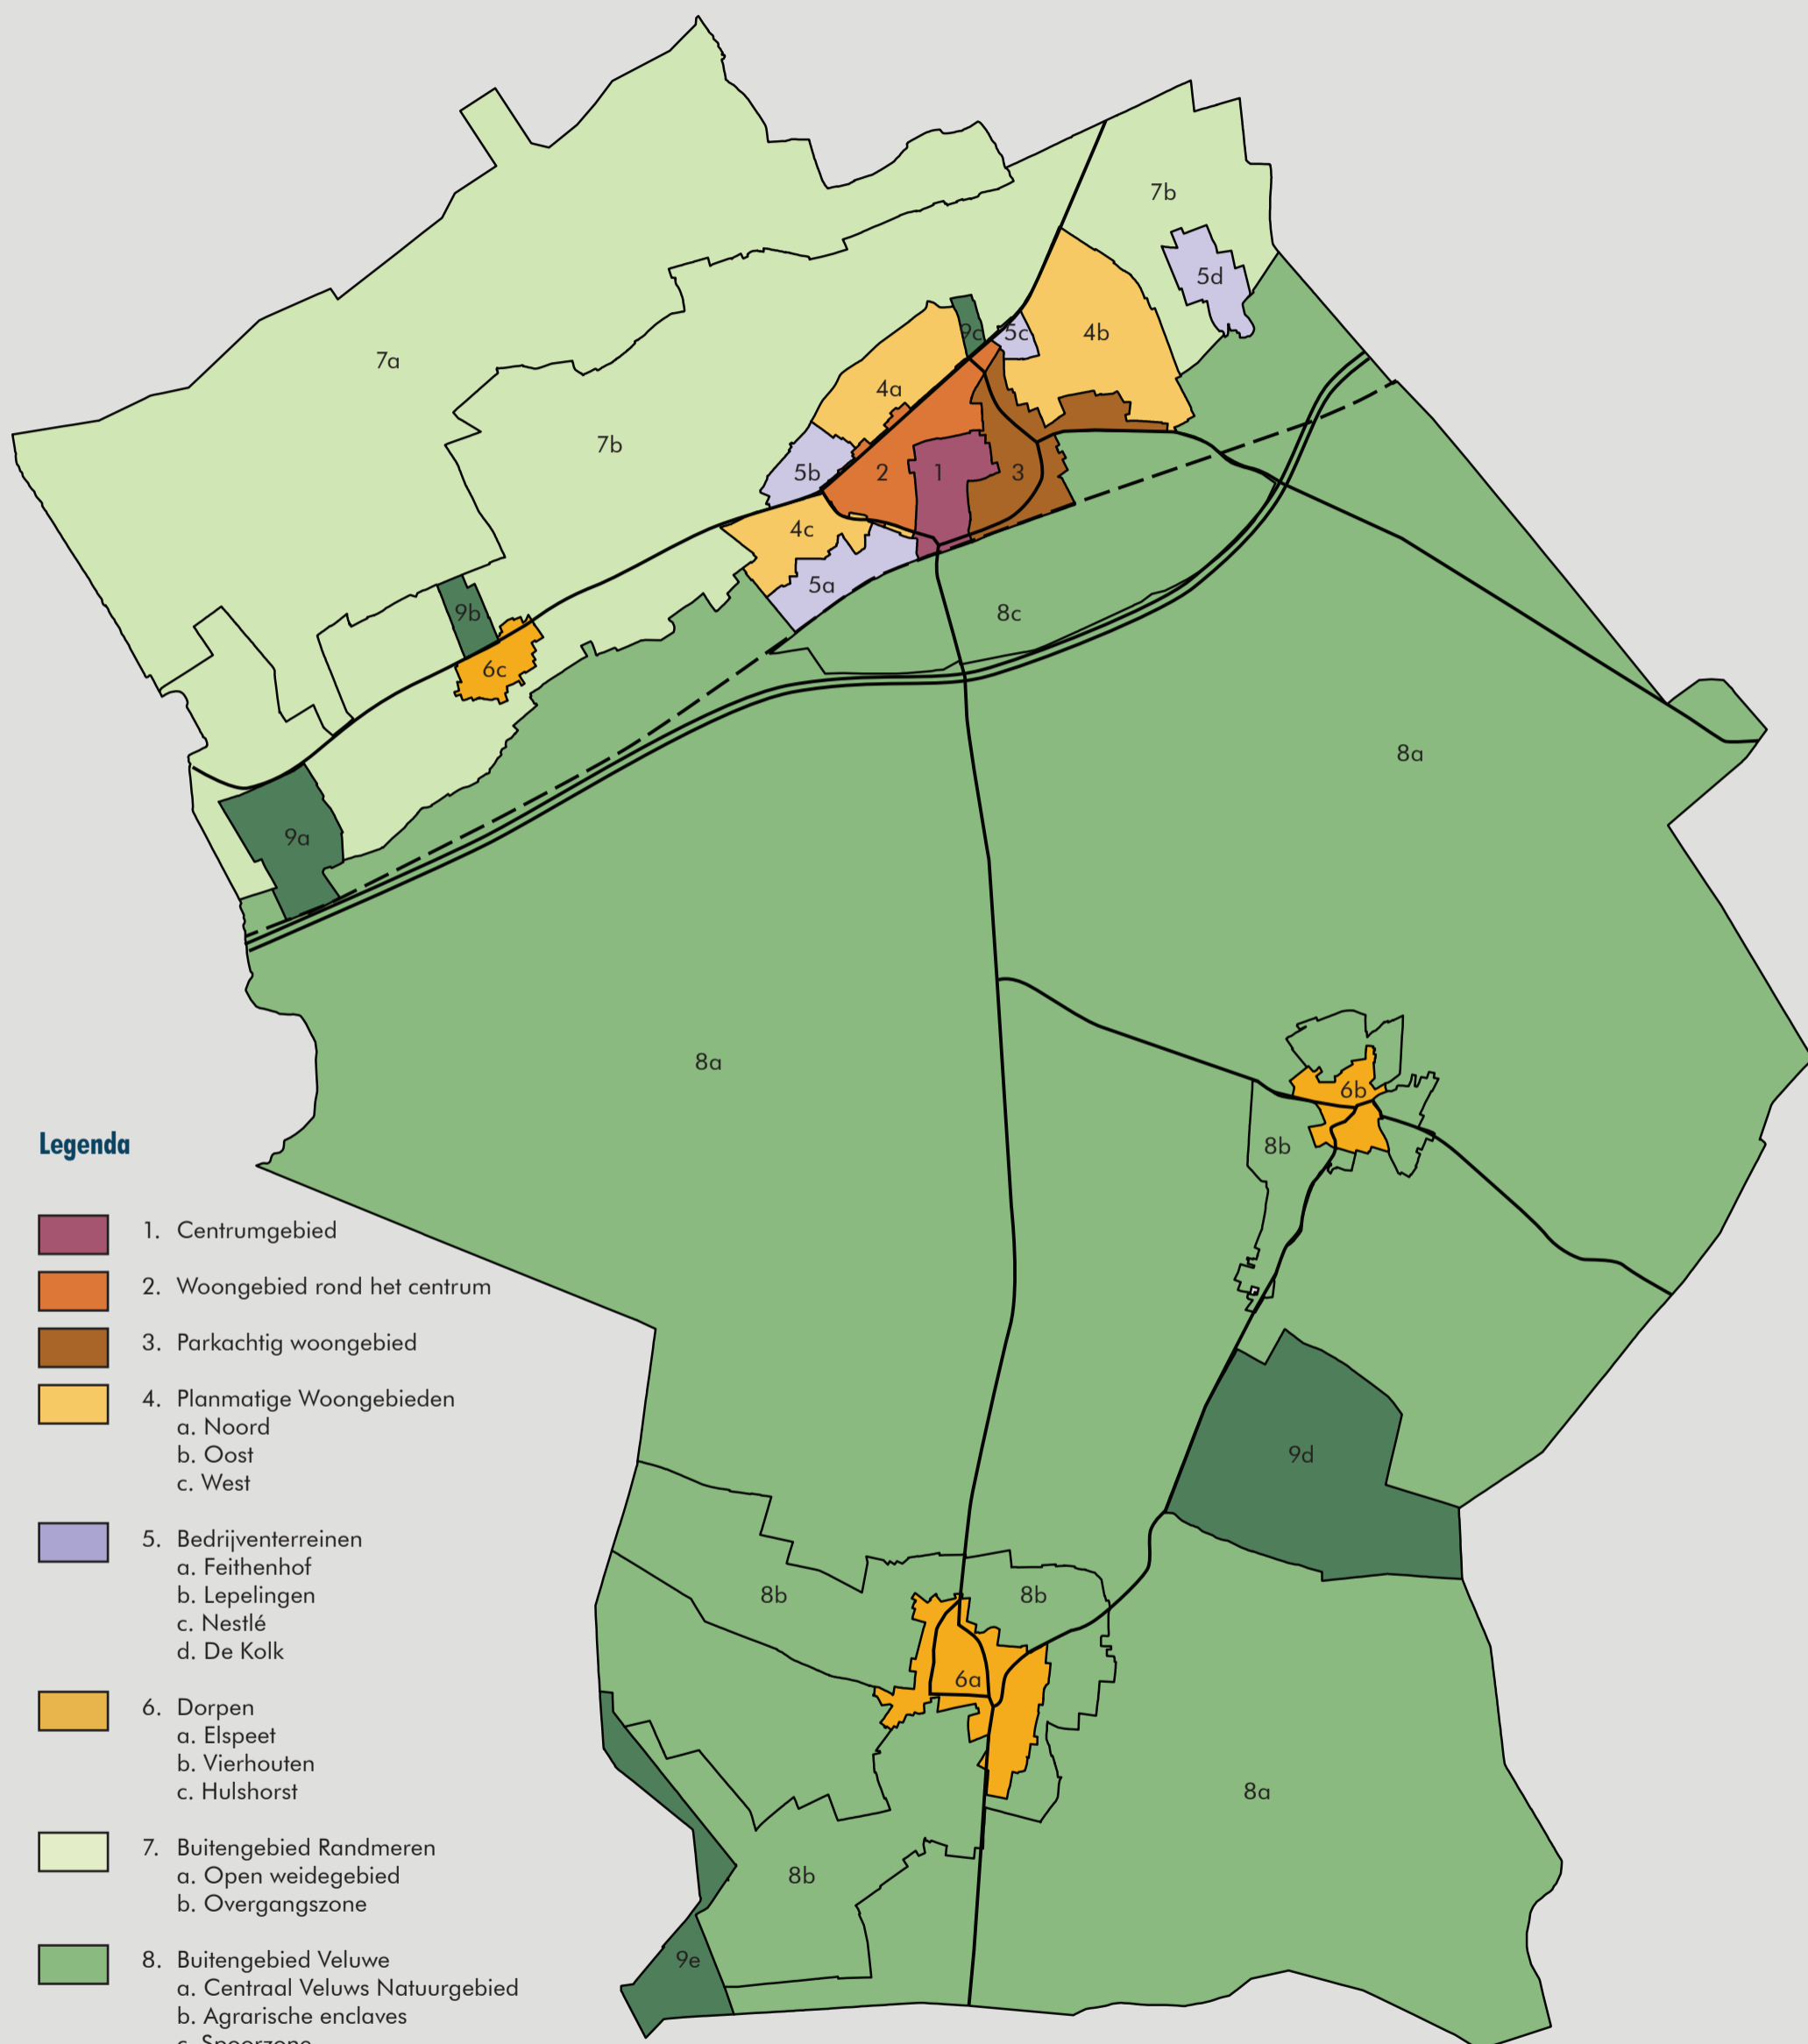 7b
5d
9c
5c
4b
7a
4a
7b
5b
2
1
3
4c
5a
8c
9b
6c
8a
9a
8a
6b
8b
Legenda
1. Centrumgebied
2. Woongebied rond het centrum
3. Parkachtig woongebied
4. Planmatige Woongebieden
a. Noord
b. Oost
c. West
5. Bedrijventerreinen
a. Feithenhof
b. Lepelingen
c. Nestlé
d. De Kolk
6. Dorpen
a. Elspeet
b. Vierhouten
c. Hulshorst
7. Buitengebied Randmeren
a. Open weidegebied
b. Overgangszone
8. Buitengebied Veluwe
a. Centraal Veluws Natuurgebied
b. Agrarische enclaves
c. Spoorzone
9d
8b
8b
6a
8a
8b
9e